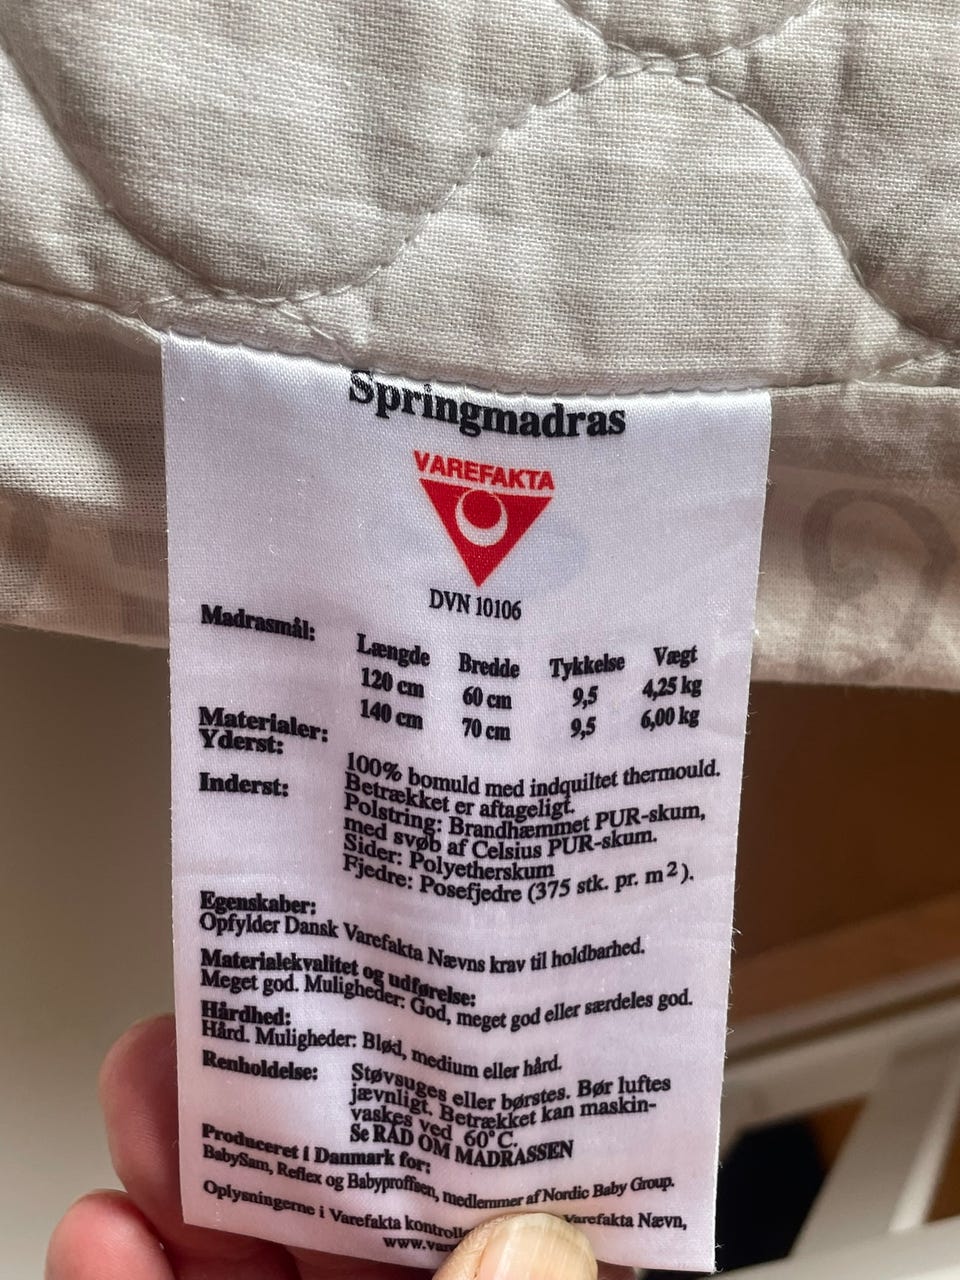 Springmadras
VAREFAKTA
DVN 10106
Madrasmål:
Længde Bredde Tykkelse Vægt
120 cm 60 cm 9,5 4,25 kg
140 cm 70 cm 9,5 6,00 kg
Materialer:
Yderst: 100% bomuld med indquiltet thermould.
Betrækket er aftageligt.
Inderst: Polstring: Brandhæmmet PUR-skum,
med svøb af Celsius PUR-skum.
Sider: Polyetherskum
Fjedre: Posefjedre (375 stk. pr. m²).
Egenskaber:
Opfylder Dansk Varefakta Nævns krav til holdbarhed.
Materialekvalitet og udførelse:
Meget god. Muligheder: God, meget god eller særdeles god.
Hårdhed:
Hård. Muligheder: Blød, medium eller hård.
Renholdelse: Støvsuges eller børstes. Bør luftes
jævnligt. Betrækket kan maskin-
vaskes ved 60°C.
Se RÅD OM MADRASSEN
Produceret i Danmark for:
BabySam, Reflex og Babyproffsen, medlemmer af Nordic Baby Group.
Oplysningerne i Varefakta Varefakta Nævn,